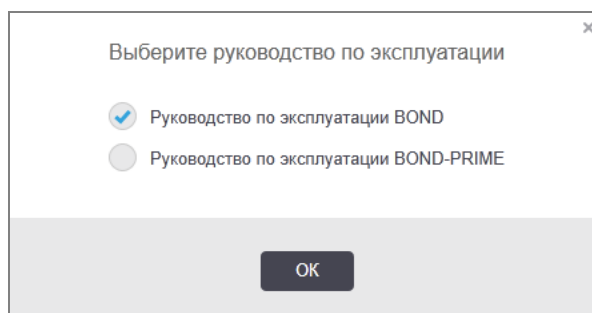 Выберите руководство по эксплуатации
Руководство по эксплуатации BOND
Руководство по эксплуатации BOND-PRIME
OK